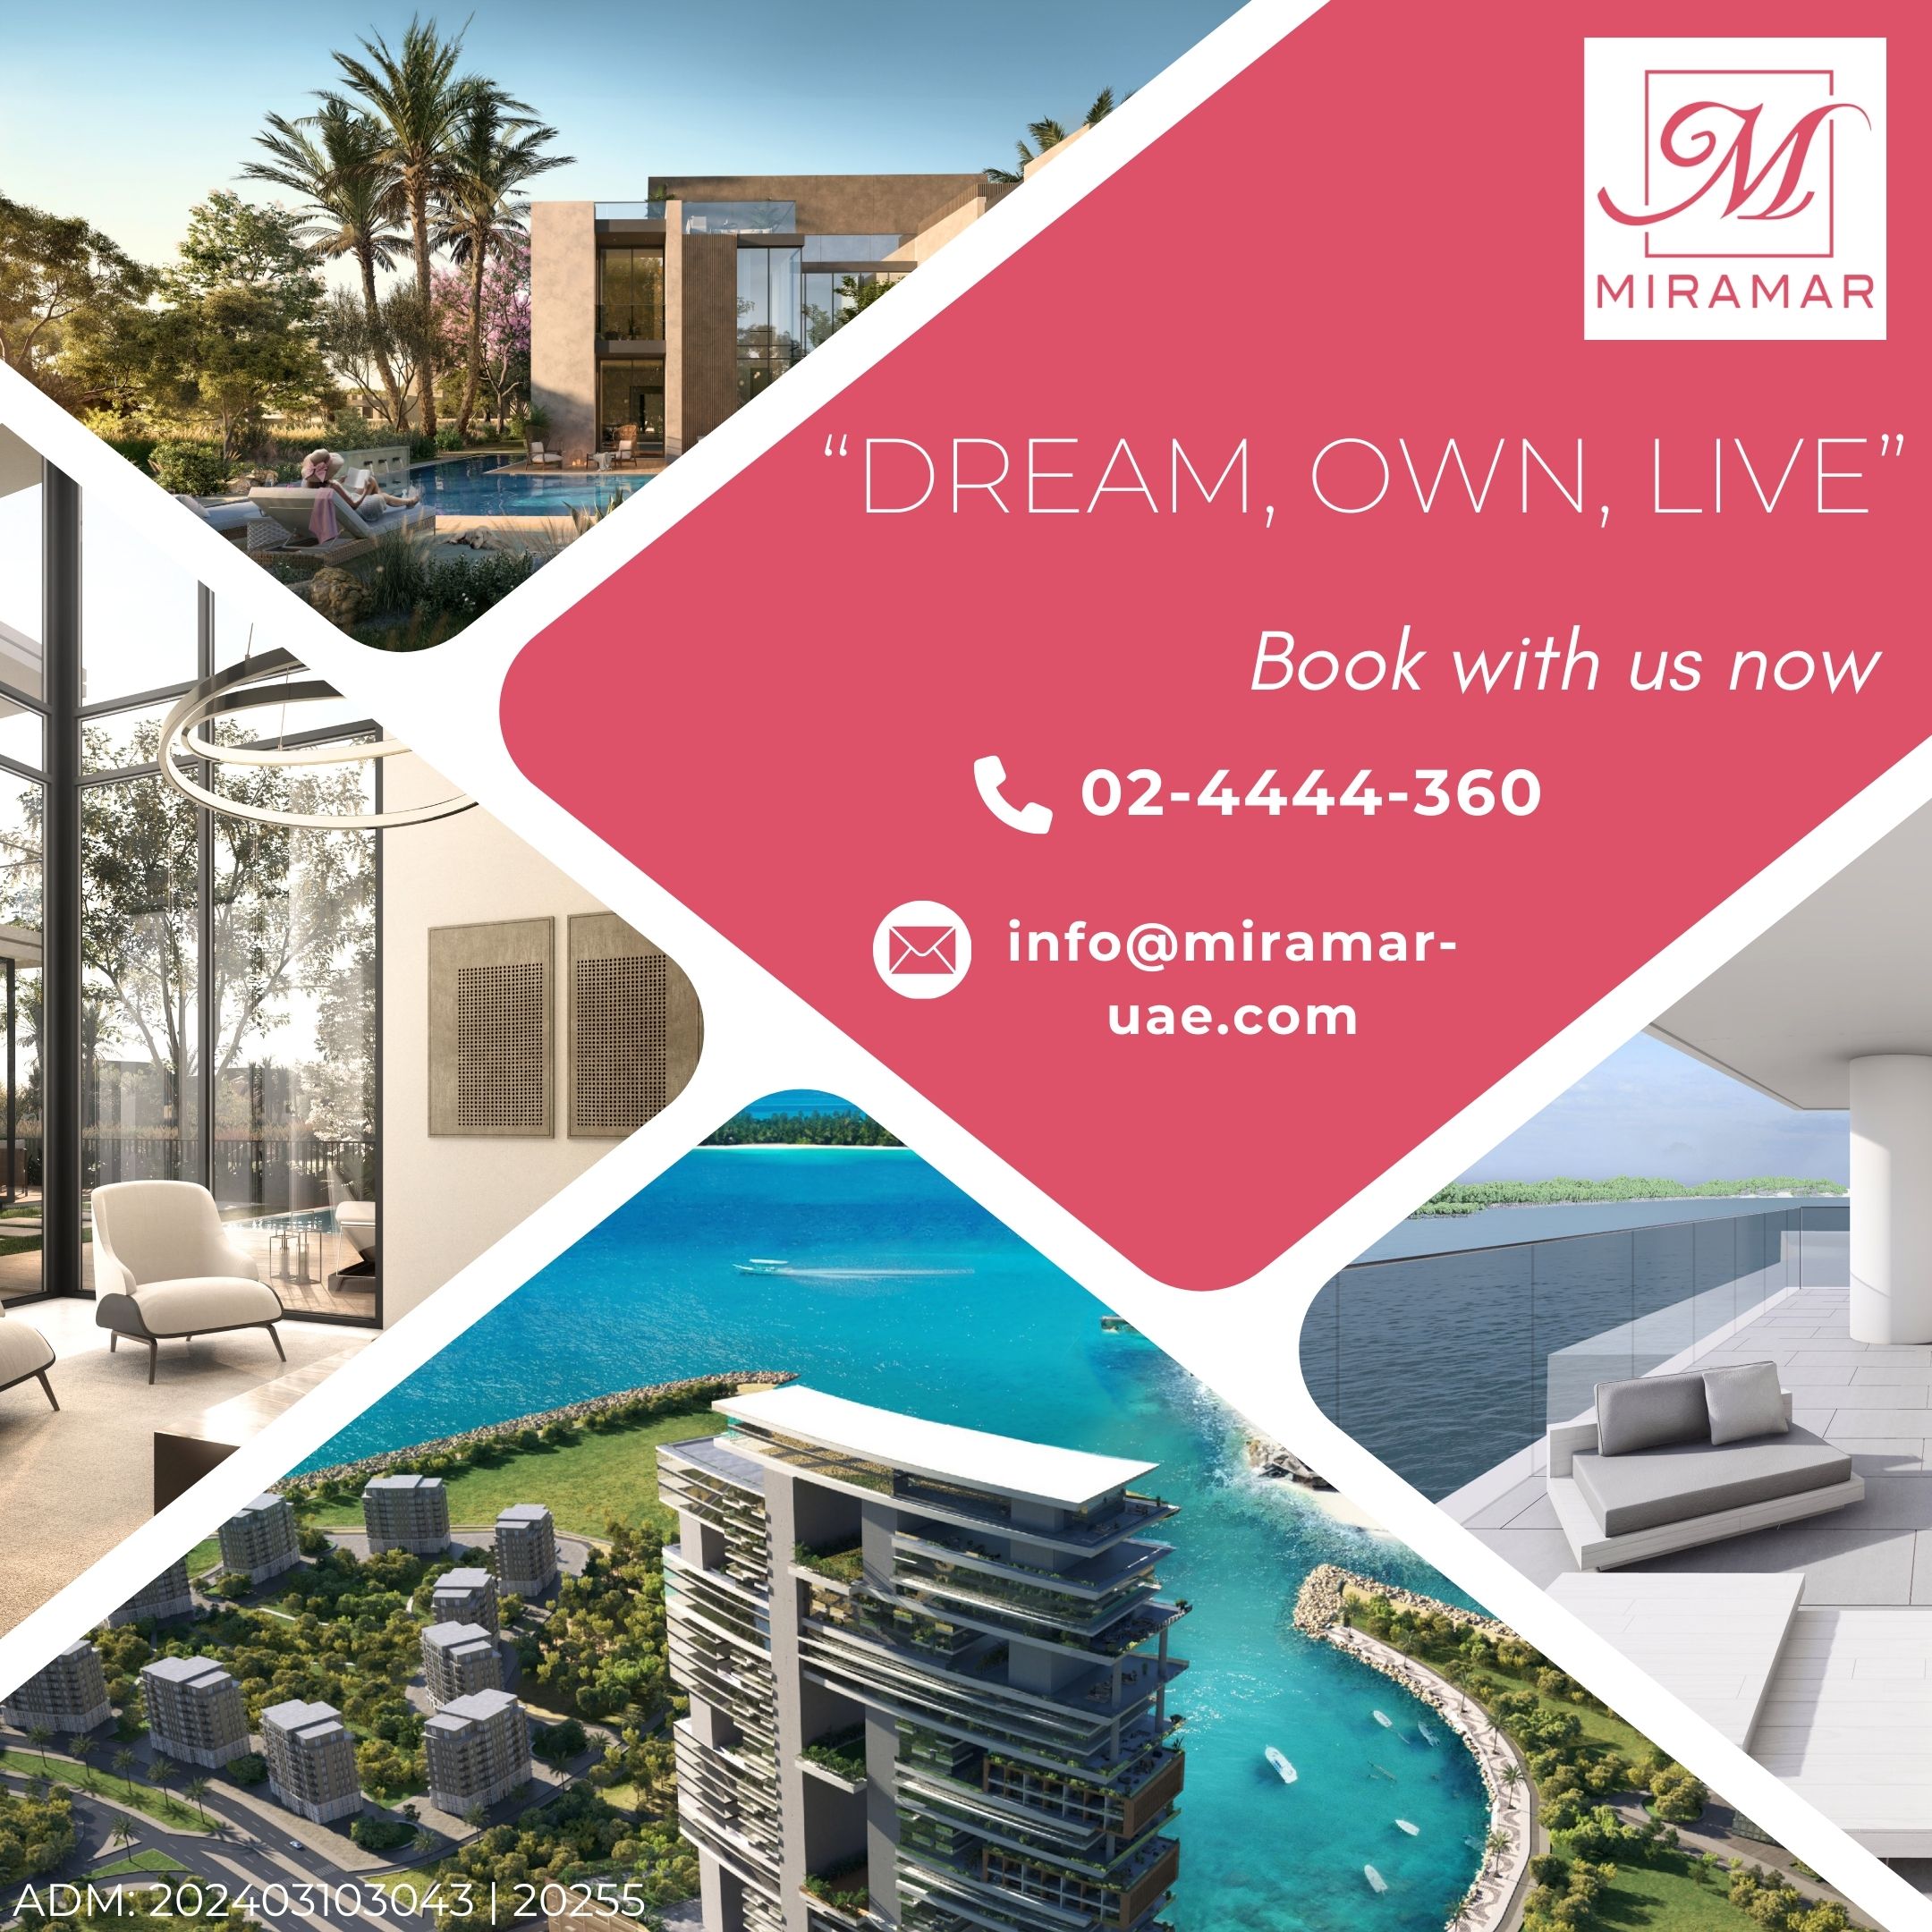 M
MIRAMAR
“DREAM, OWN, LIVE”
Book with us now
02-4444-360
info@miramar-
uae.com
ADM: 202403103043 | 20255